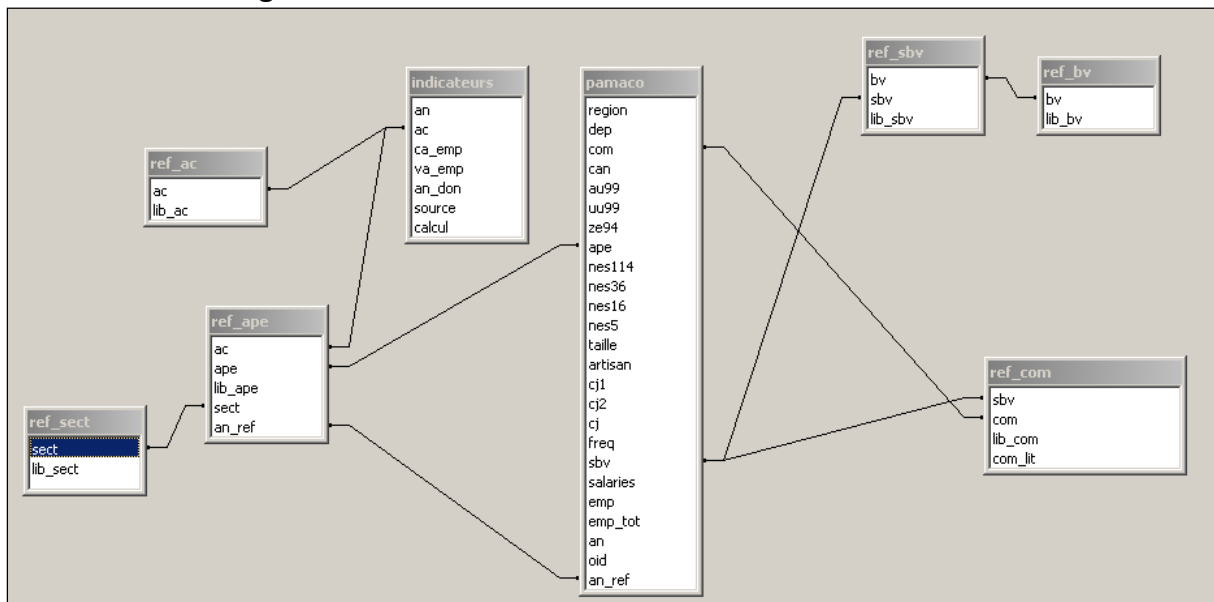 indicateurs
an
ac
ca_emp
va_emp
an_don
source
calcul
pamaco
region
dep
com
can
au99
uu99
ze94
ape
nes114
nes36
nes16
nes5
taille
artisan
cj1
cj2
cj
freq
sbv
salaries
emp
emp_tot
an
oid
an_ref
ref_sbv
bv
sbv
lib_sbv
ref_bv
bv
lib_bv
ref_ac
ac
lib_ac
ref_ape
ac
ape
lib_ape
sect
an_ref
ref_sect
sect
lib_sect
ref_com
sbv
com
lib_com
com_lit